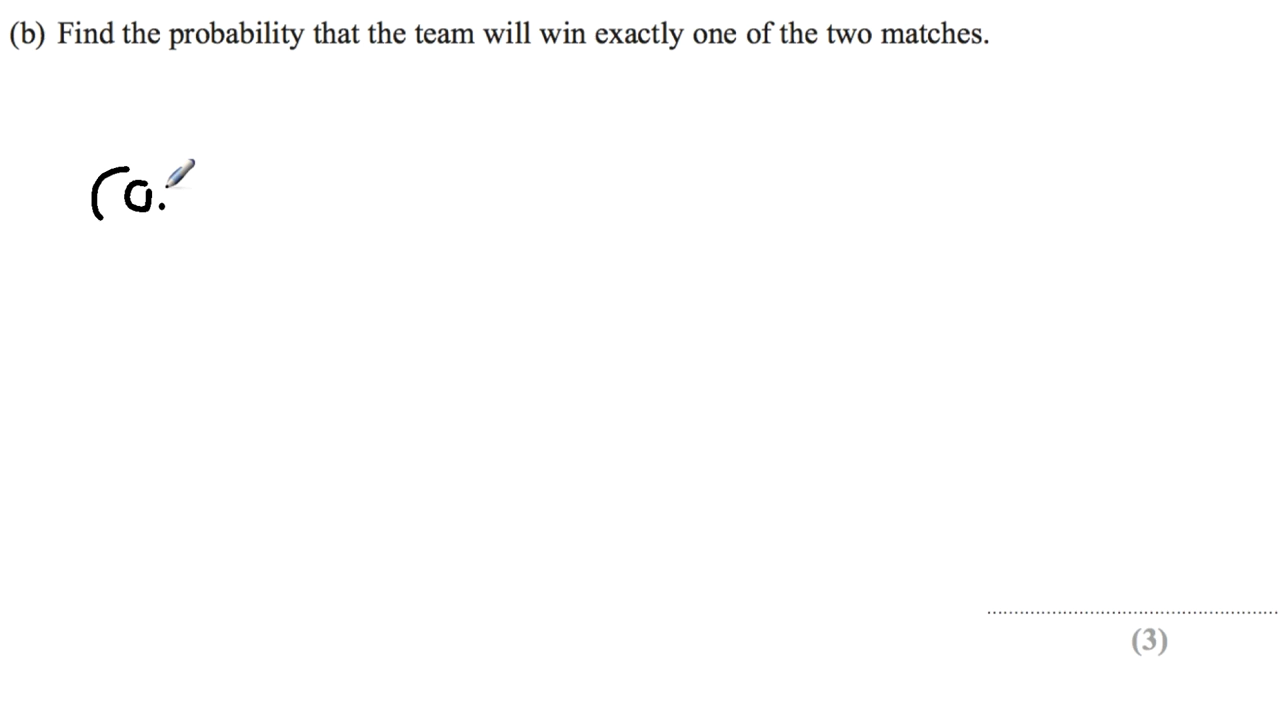 (b) Find the probability that the team will win exactly one of the two matches.
(0.
(3)